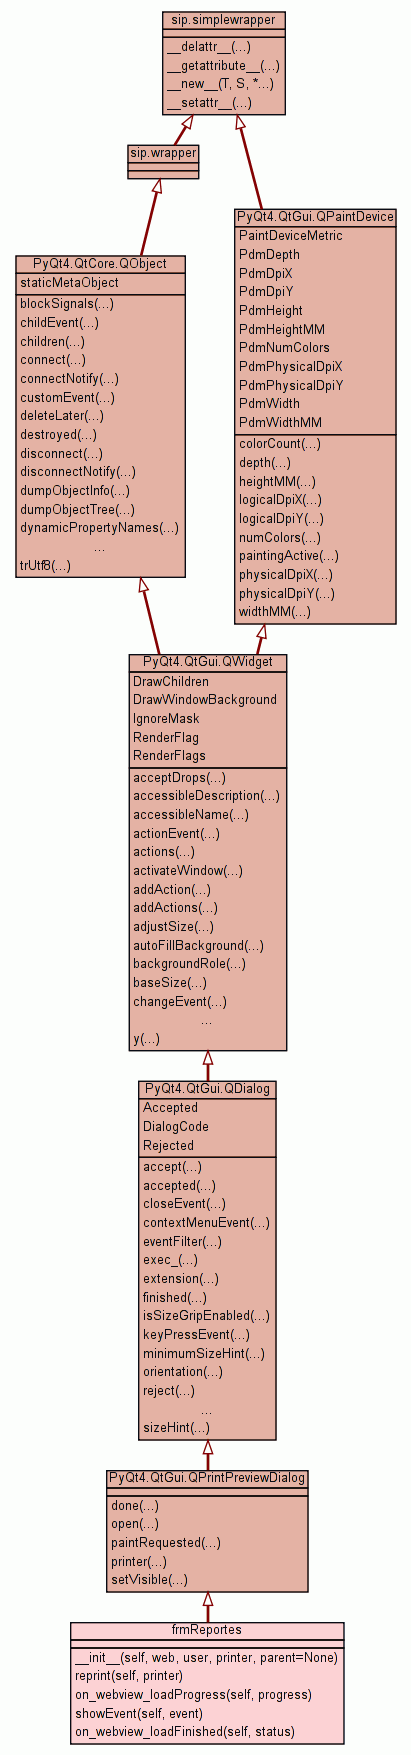 sip.simplewrapper
__delattr__(...)
__getattribute__(...)
__new__(T, S, *...)
__setattr__(...)
sip.wrapper
PyQt4.QtGui.QPaintDevice
PaintDeviceMetric
PdmDepth
PdmDpiX
PdmDpiY
PdmHeight
PdmHeightMM
PdmNumColors
PdmPhysicalDpiX
PdmPhysicalDpiY
PdmWidth
PdmWidthMM
colorCount(...)
depth(...)
heightMM(...)
logicalDpiX(...)
logicalDpiY(...)
numColors(...)
paintingActive(...)
physicalDpiX(...)
physicalDpiY(...)
widthMM(...)
PyQt4.QtCore.QObject
staticMetaObject
blockSignals(...)
childEvent(...)
children(...)
connect(...)
connectNotify(...)
customEvent(...)
deleteLater(...)
destroyed(...)
disconnect(...)
disconnectNotify(...)
dumpObjectInfo(...)
dumpObjectTree(...)
dynamicPropertyNames(...)
...
trUtf8(...)
PyQt4.QtGui.QWidget
DrawChildren
DrawWindowBackground
IgnoreMask
RenderFlag
RenderFlags
acceptDrops(...)
accessibleDescription(...)
accessibleName(...)
actionEvent(...)
actions(...)
activateWindow(...)
addAction(...)
addActions(...)
adjustSize(...)
autoFillBackground(...)
backgroundRole(...)
baseSize(...)
changeEvent(...)
...
y(...)
PyQt4.QtGui.QDialog
Accepted
DialogCode
Rejected
accept(...)
accepted(...)
closeEvent(...)
contextMenuEvent(...)
eventFilter(...)
exec_(...)
extension(...)
finished(...)
isSizeGripEnabled(...)
keyPressEvent(...)
minimumSizeHint(...)
orientation(...)
reject(...)
...
sizeHint(...)
PyQt4.QtGui.QPrintPreviewDialog
done(...)
open(...)
paintRequested(...)
printer(...)
setVisible(...)
frmReportes
__init__(self, web, user, printer, parent=None)
reprint(self, printer)
on_webview_loadProgress(self, progress)
showEvent(self, event)
on_webview_loadFinished(self, status)